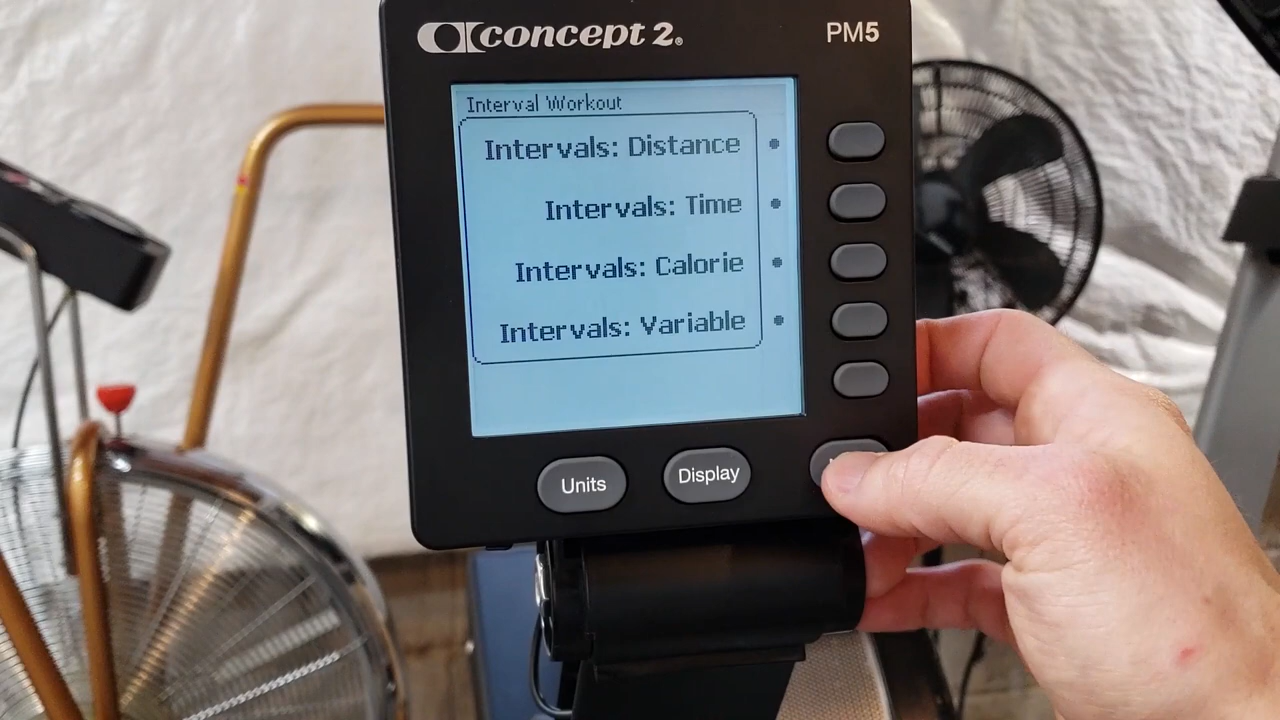 concept 2®
PM5
Interval Workout
Intervals: Distance
Intervals: Time
Intervals: Calorie
Intervals: Variable
Units
Display